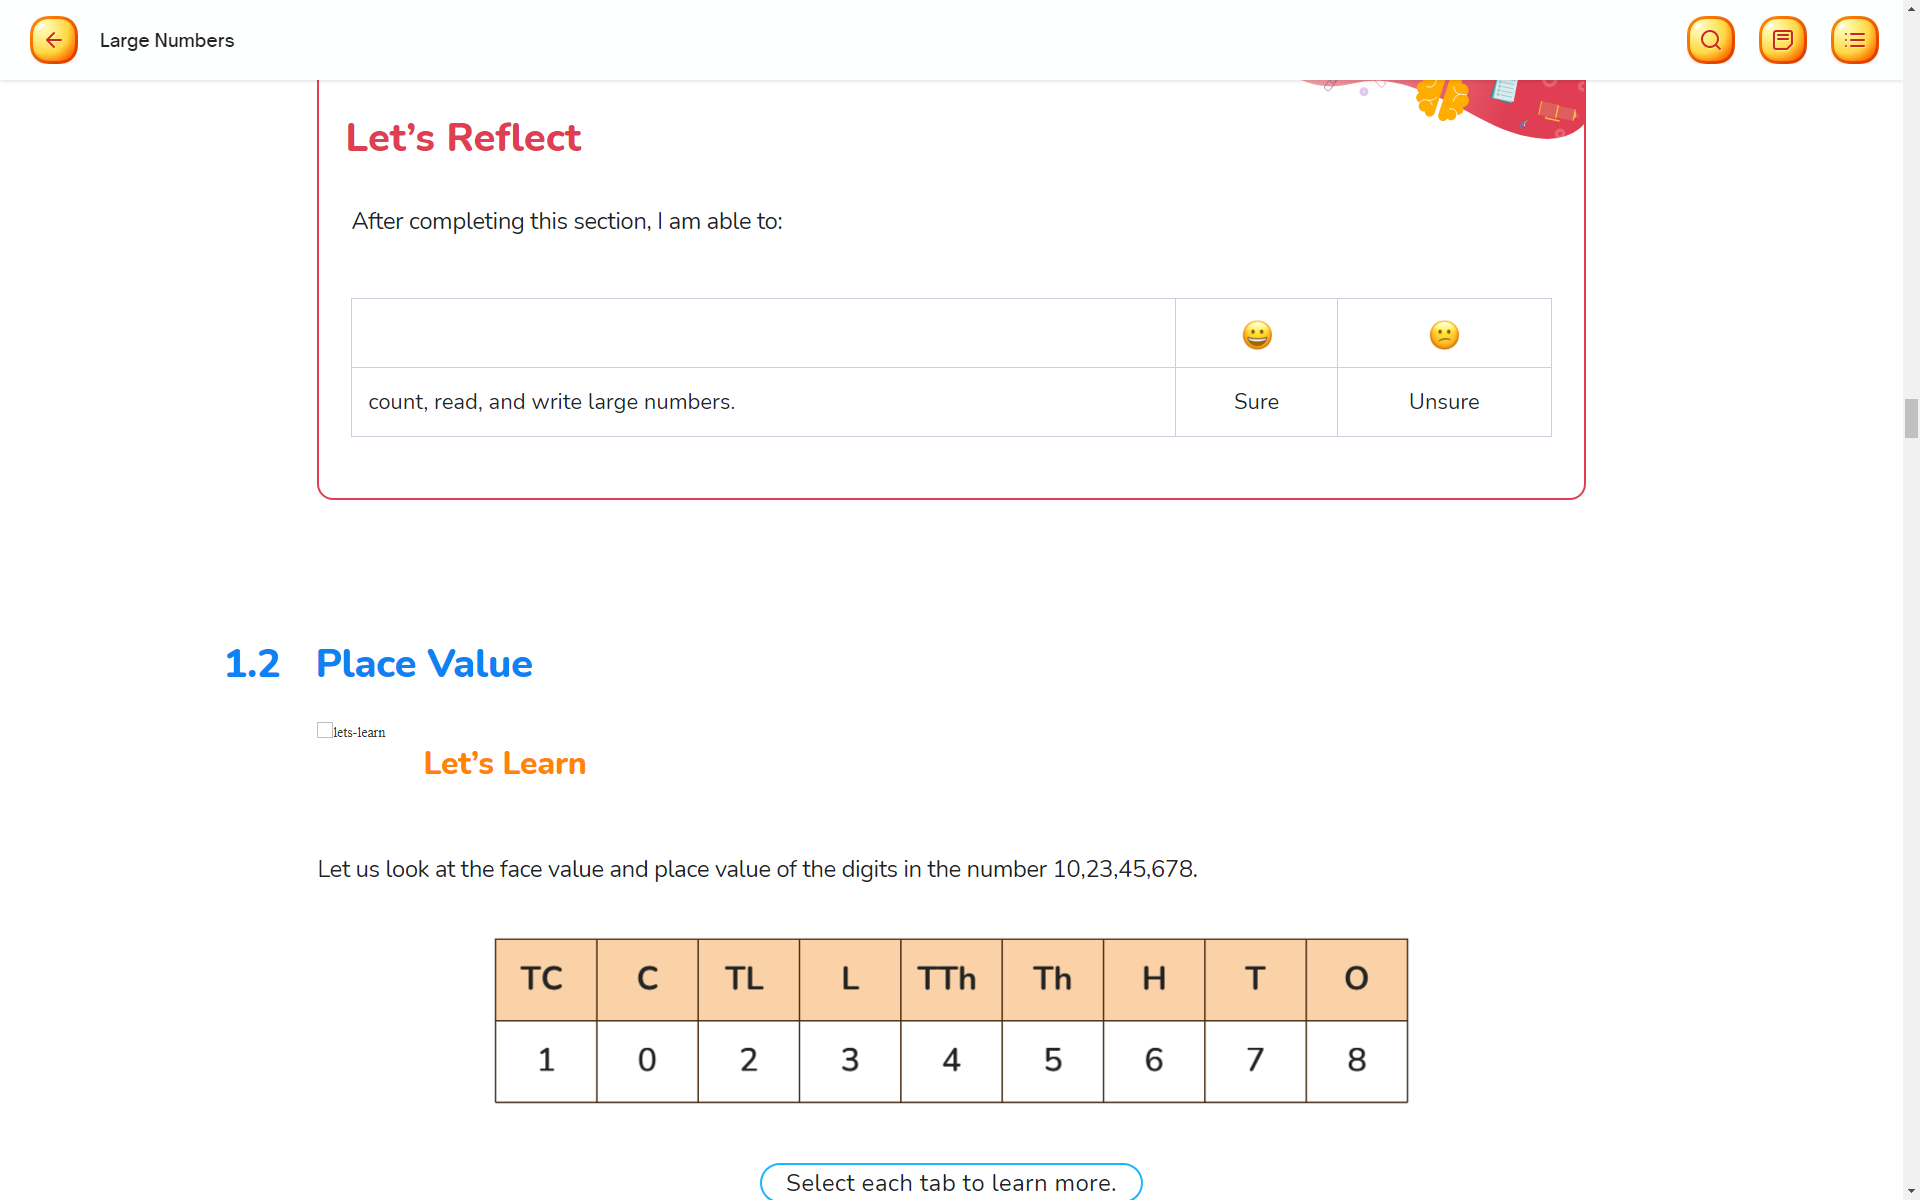 Large Numbers
Let’s Reflect
After completing this section, I am able to:
count, read, and write large numbers. Sure Unsure
1.2 Place Value
lets-learn
Let’s Learn
Let us look at the face value and place value of the digits in the number 10,23,45,678.
TC C TL L TTh Th H T O
1 0 2 3 4 5 6 7 8
Select each tab to learn more.